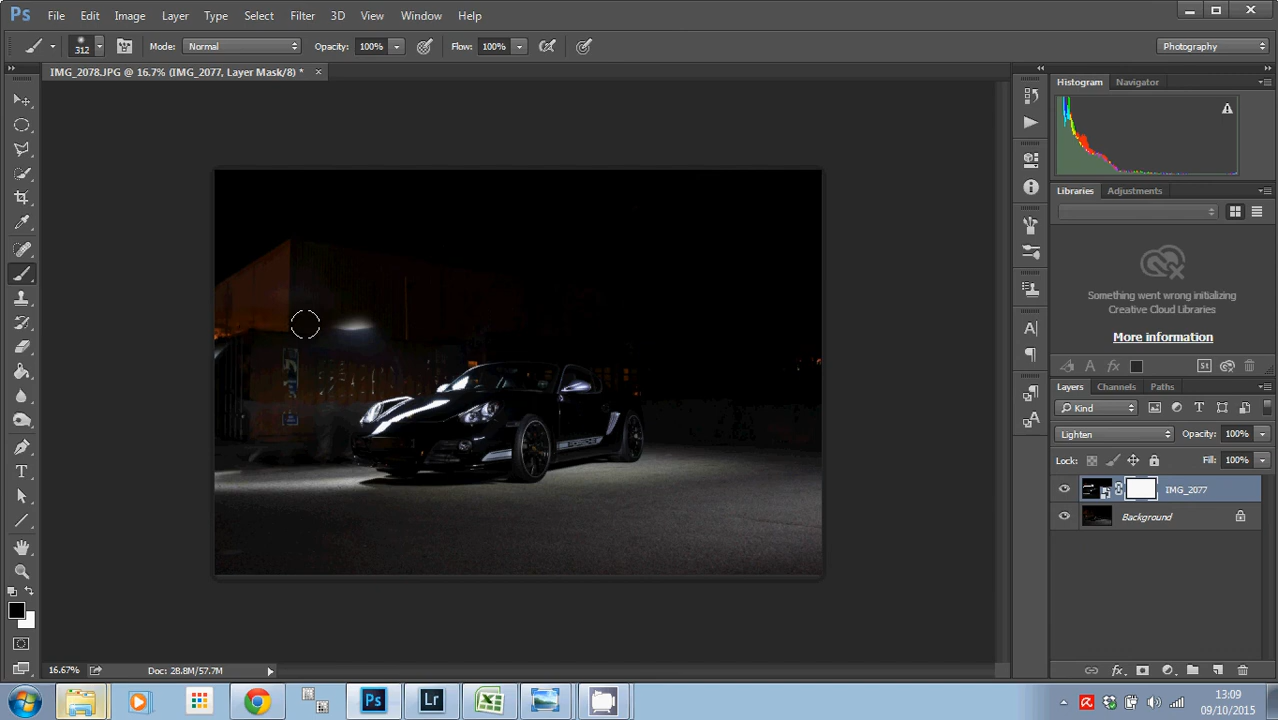 Ps File Edit Image Layer Type Select Filter 3D View Window Help
312 Mode: Normal Opacity: 100% Flow: 100% Photography
IMG_2078.JPG @ 16.7% (IMG_2077, Layer Mask/8) * ×
Histogram Navigator
Libraries Adjustments
Something went wrong initializing
Creative Cloud Libraries
More information
St
Layers Channels Paths
Kind
Lighten Opacity: 100%
Lock: Fill: 100%
IMG_2077
Background
16.67% Doc: 28.8M/57.7M
Ps Lr
13:09
09/10/2015